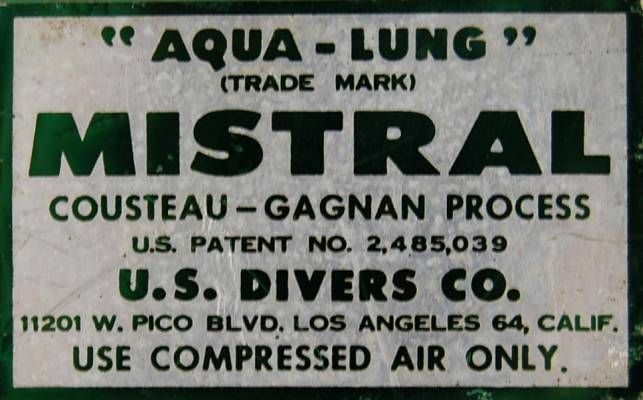 “AQUA-LUNG”
(TRADE MARK)
MISTRAL
COUSTEAU-GAGNAN PROCESS
U.S. PATENT NO. 2,485,039
U.S. DIVERS CO.
11201 W. PICO BLVD. LOS ANGELES 64, CALIF.
USE COMPRESSED AIR ONLY.